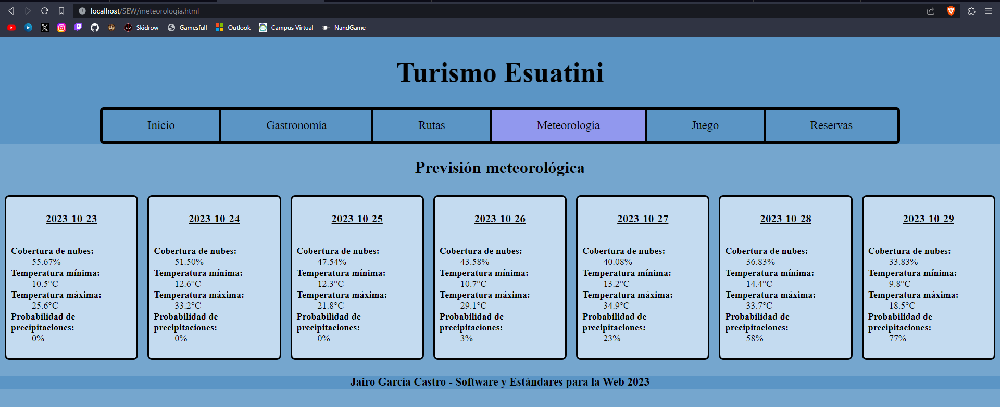 localhost/SEW/meteorologia.html
Skidrow Gamesfull Outlook Campus Virtual NandGame
Turismo Esuatini
Inicio Gastronomía Rutas Meteorología Juego Reservas
Previsión meteorológica
2023-10-23
Cobertura de nubes:
55.67%
Temperatura mínima:
10.5°C
Temperatura máxima:
25.6°C
Probabilidad de
precipitaciones:
0%
2023-10-24
Cobertura de nubes:
51.50%
Temperatura mínima:
12.6°C
Temperatura máxima:
33.2°C
Probabilidad de
precipitaciones:
0%
2023-10-25
Cobertura de nubes:
47.54%
Temperatura mínima:
12.3°C
Temperatura máxima:
21.8°C
Probabilidad de
precipitaciones:
0%
2023-10-26
Cobertura de nubes:
43.58%
Temperatura mínima:
10.7°C
Temperatura máxima:
29.1°C
Probabilidad de
precipitaciones:
3%
2023-10-27
Cobertura de nubes:
40.08%
Temperatura mínima:
13.2°C
Temperatura máxima:
34.9°C
Probabilidad de
precipitaciones:
23%
2023-10-28
Cobertura de nubes:
36.83%
Temperatura mínima:
14.4°C
Temperatura máxima:
33.7°C
Probabilidad de
precipitaciones:
58%
2023-10-29
Cobertura de nubes:
33.83%
Temperatura mínima:
9.8°C
Temperatura máxima:
18.5°C
Probabilidad de
precipitaciones:
77%
Jairo García Castro - Software y Estándares para la Web 2023